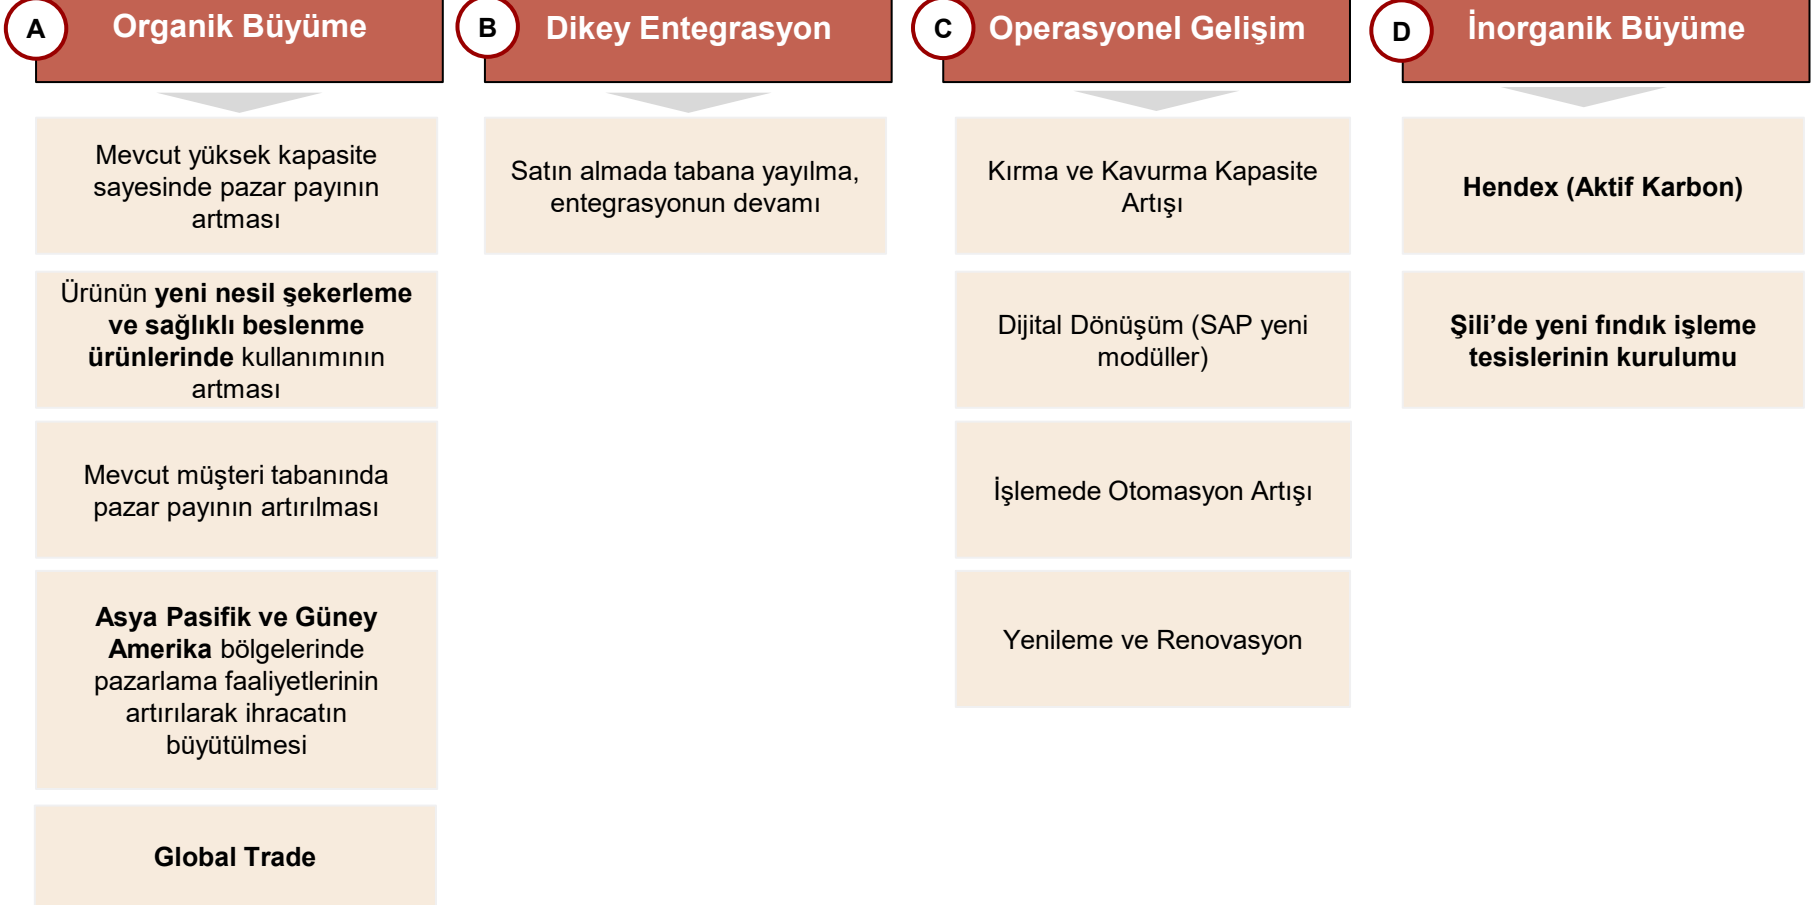 A
Organik Büyüme
Mevcut yüksek kapasite
sayesinde pazar payının
artması
Ürünün yeni nesil şekerleme
ve sağlıklı beslenme
ürünlerinde kullanımının
artması
Mevcut müşteri tabanında
pazar payının artırılması
Asya Pasifik ve Güney
Amerika bölgelerinde
pazarlama faaliyetlerinin
artırılarak ihracatın
büyütülmesi
Global Trade
B
Dikey Entegrasyon
Satın almada tabana yayılma,
entegrasyonun devamı
C
Operasyonel Gelişim
Kırma ve Kavurma Kapasite
Artışı
Dijital Dönüşüm (SAP yeni
modüller)
İşlemede Otomasyon Artışı
Yenileme ve Renovasyon
D
İnorganik Büyüme
Hendex (Aktif Karbon)
Şili’de yeni fındık işleme
tesislerinin kurulumu